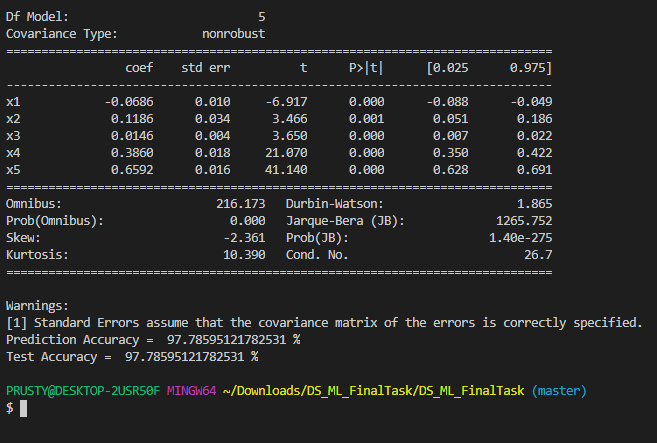 Df Model:                           5
Covariance Type:            nonrobust
==============================================================================
                 coef    std err          t      P>|t|      [0.025      0.975]
------------------------------------------------------------------------------
x1            -0.0686      0.010     -6.917      0.000      -0.088      -0.049
x2             0.1186      0.034      3.466      0.001       0.051       0.186
x3             0.0146      0.004      3.650      0.000       0.007       0.022
x4             0.3860      0.018     21.070      0.000       0.350       0.422
x5             0.6592      0.016     41.140      0.000       0.628       0.691
==============================================================================
Omnibus:                      216.173   Durbin-Watson:                   1.865
Prob(Omnibus):                  0.000   Jarque-Bera (JB):             1265.752
Skew:                          -2.361   Prob(JB):                    1.40e-275
Kurtosis:                      10.390   Cond. No.                         26.7
==============================================================================
Warnings:
[1] Standard Errors assume that the covariance matrix of the errors is correctly specified.
Prediction Accuracy =  97.78595121782531 %
Test Accuracy =  97.78595121782531 %
PRUSTY@DESKTOP-2USR50F MINGW64 ~/Downloads/DS_ML_FinalTask/DS_ML_FinalTask (master)
$